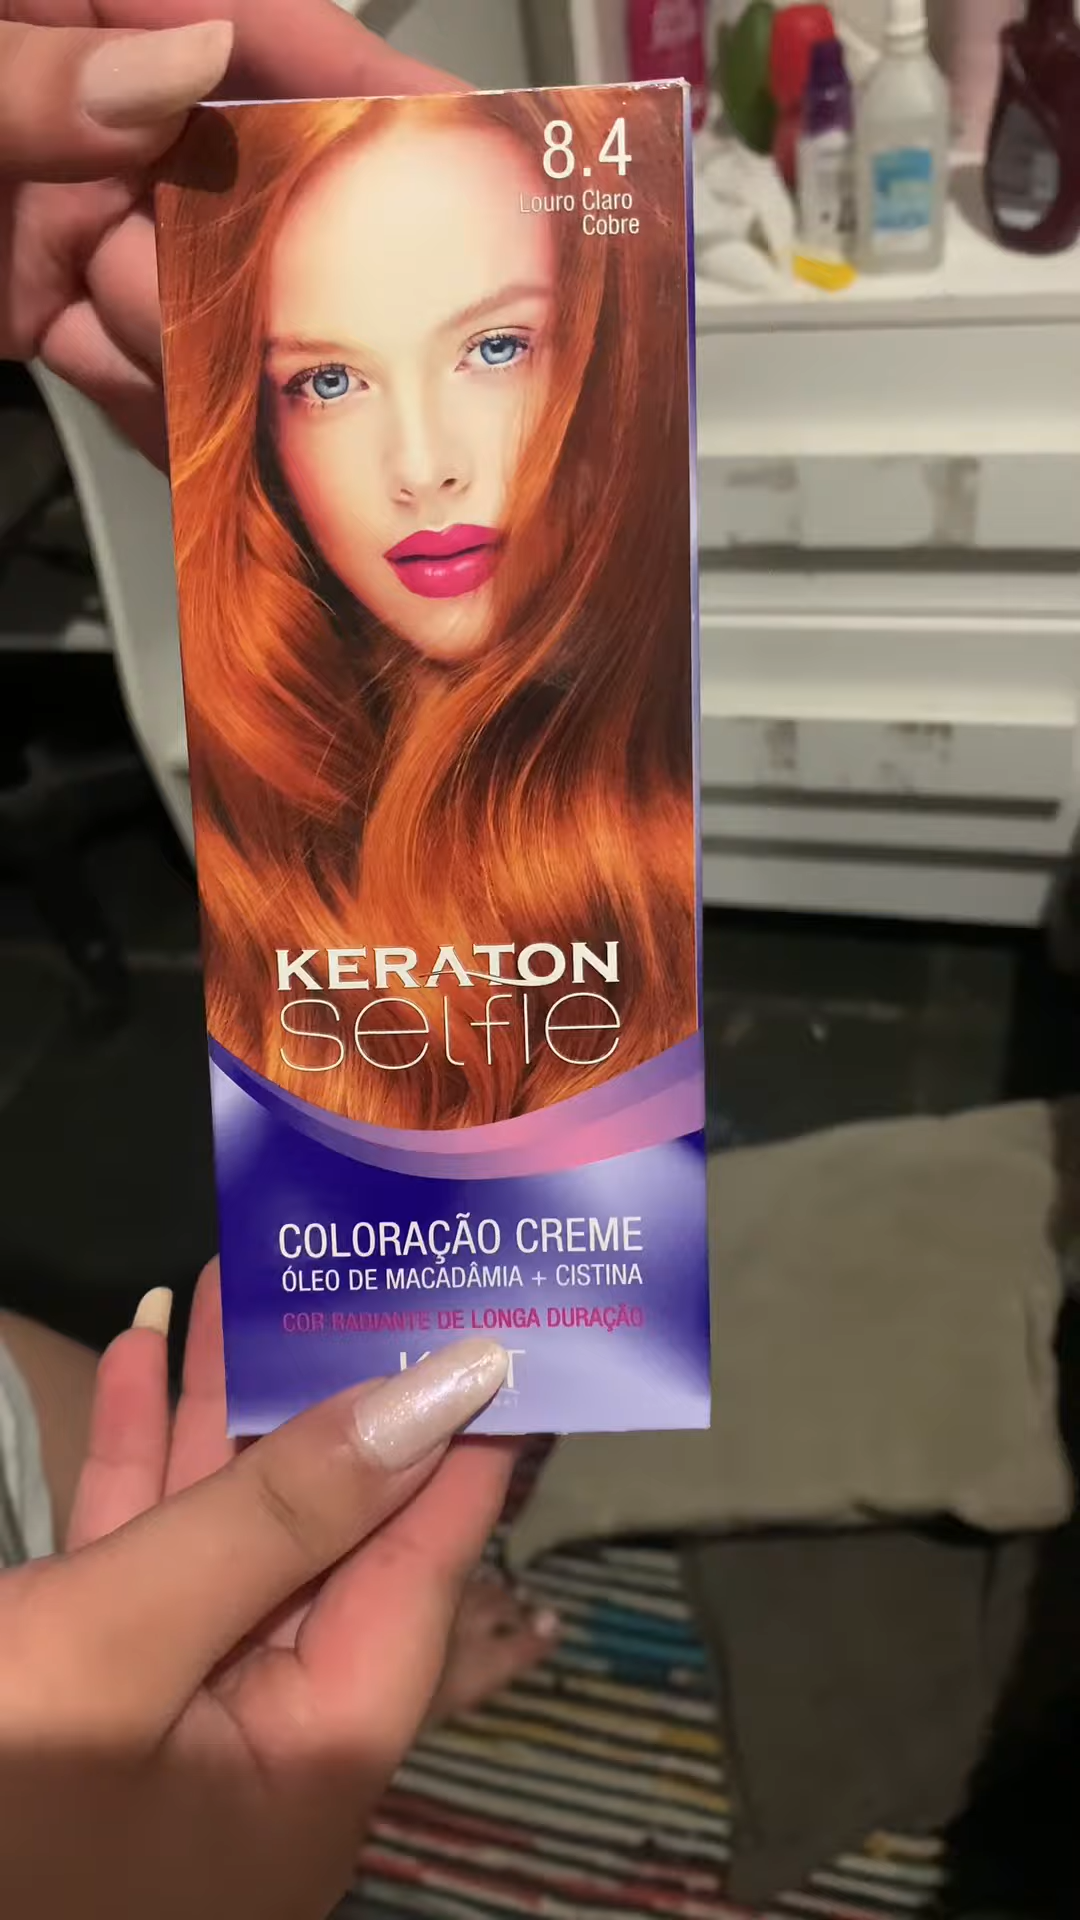 8.4
Louro Claro
Cobre
KERATON
selfie
COLORAÇÃO CREME
ÓLEO DE MACADÂMIA + CISTINA
COR RADIANTE DE LONGA DURAÇÃO